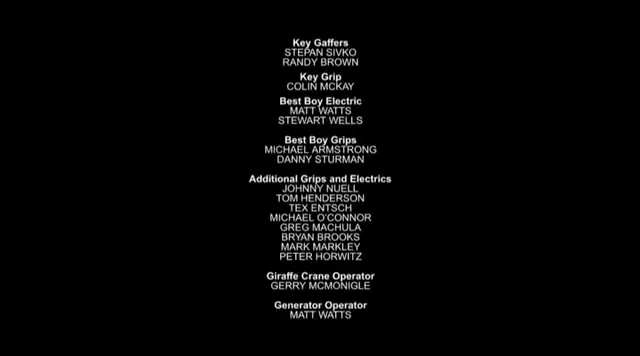 Key Gaffers
STEPAN SIVKO
RANDY BROWN
Key Grip
COLIN MCKAY
Best Boy Electric
MATT WATTS
STEWART WELLS
Best Boy Grips
MICHAEL ARMSTRONG
DANNY STURMAN
Additional Grips and Electrics
JOHNNY NUELL
TOM HENDERSON
TEX ENTSCH
MICHAEL O'CONNOR
GREG MACHULA
BRYAN BROOKS
MARK MARKLEY
PETER HORWITZ
Giraffe Crane Operator
GERRY MCMONIGLE
Generator Operator
MATT WATTS